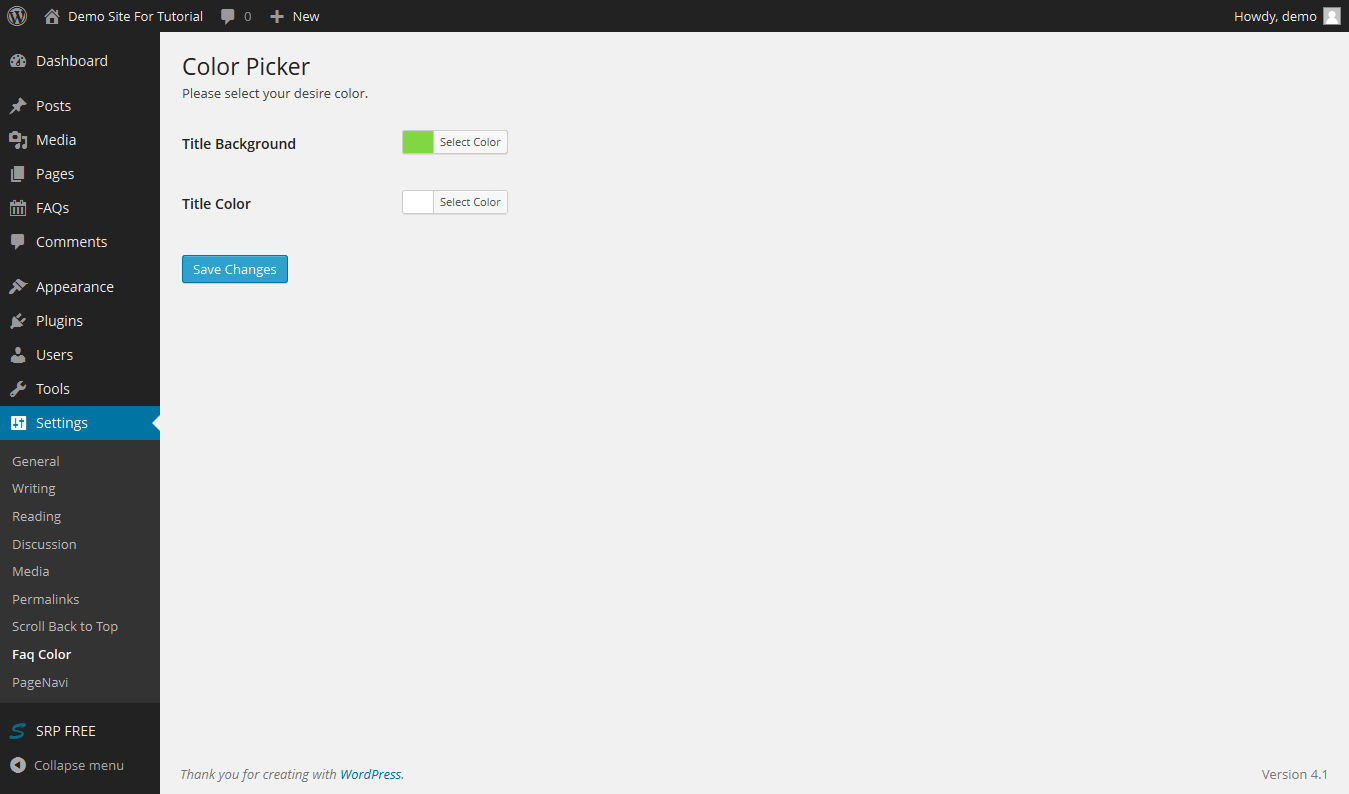 Demo Site For Tutorial 0 New Howdy, demo
Dashboard
Posts
Media
Pages
FAQs
Comments
Appearance
Plugins
Users
Tools
Settings
General
Writing
Reading
Discussion
Media
Permalinks
Scroll Back to Top
Faq Color
PageNavi
SRP FREE
Collapse menu
Color Picker
Please select your desire color.
Title Background Select Color
Title Color Select Color
Save Changes
Thank you for creating with WordPress. Version 4.1